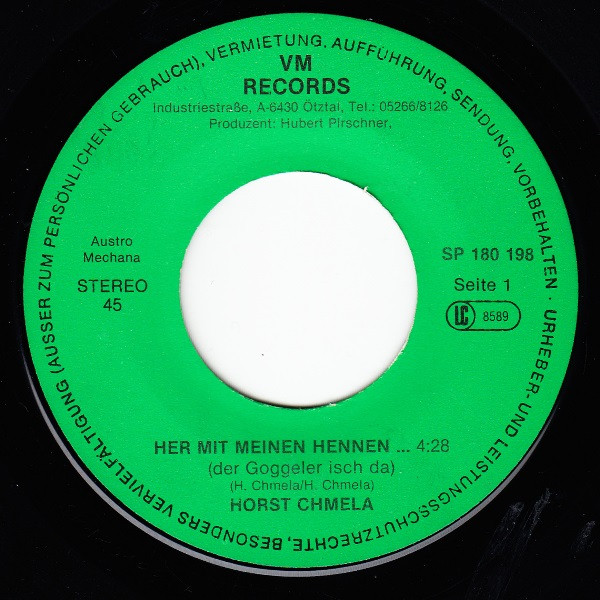 URHEBER- UND LEISTUNGSSCHUTZRECHTE, BESONDERS VERVIELFÄLTIGUNG (AUSSER ZUM PERSÖNLICHEN GEBRAUCH), VERMIETUNG, AUFFÜHRUNG, SENDUNG, VORBEHALTEN ·
VM
RECORDS
Industriestraße, A-6430 Ötztal, Tel.: 05266/8126
Produzent: Hubert Pirschner,
Austro
Mechana
STEREO
45
SP 180 198
Seite 1
LC 8589
HER MIT MEINEN HENNEN ... 4:28
(der Goggeler isch da)
(H. Chmela/H. Chmela)
HORST CHMELA